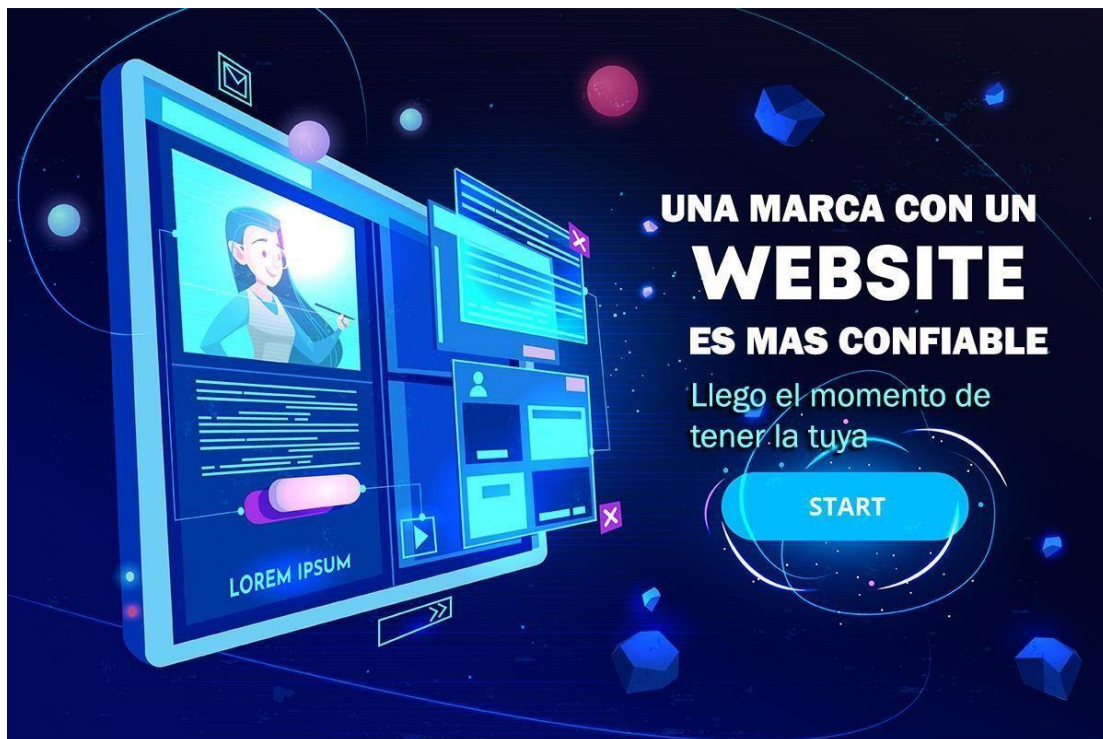 UNA MARCA CON UN
WEBSITE
ES MAS CONFIABLE
Llego el momento de
tener la tuya
START
LOREM IPSUM